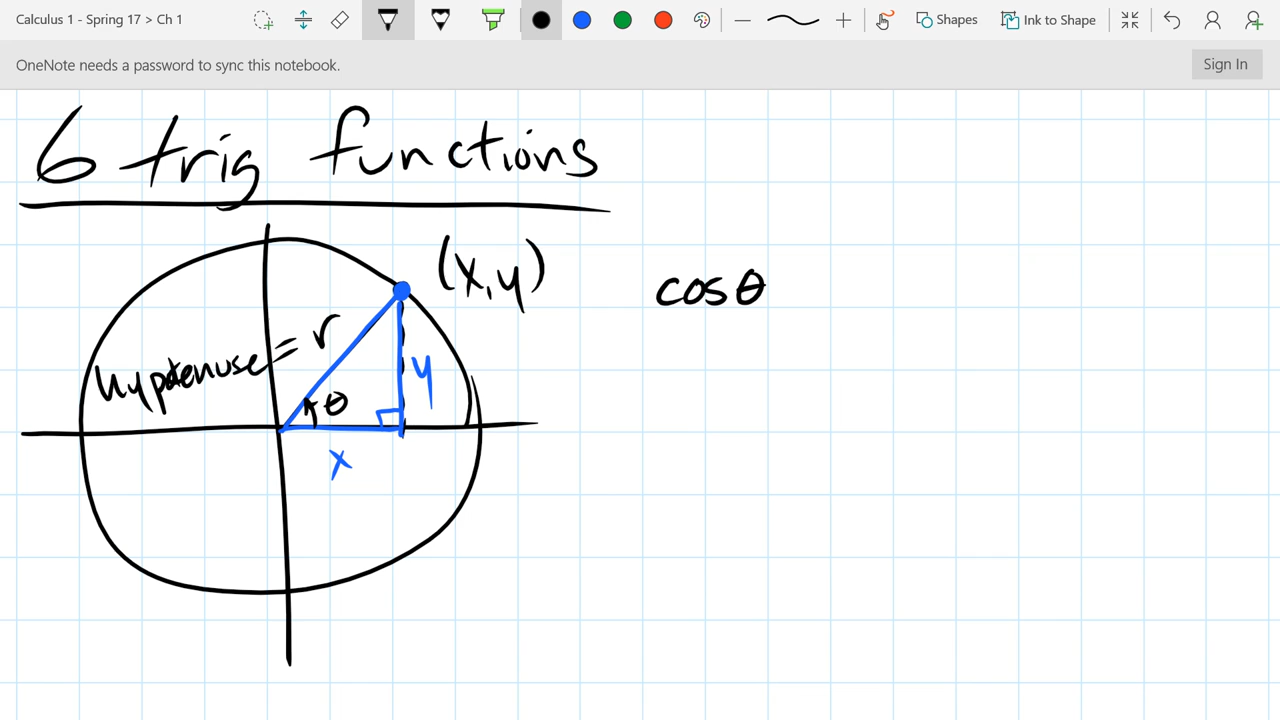 Calculus 1 - Spring 17 > Ch 1
Shapes
Ink to Shape
OneNote needs a password to sync this notebook.
Sign In
6 trig functions
(x,y)
cosθ
hypotenuse = r
y
θ
x